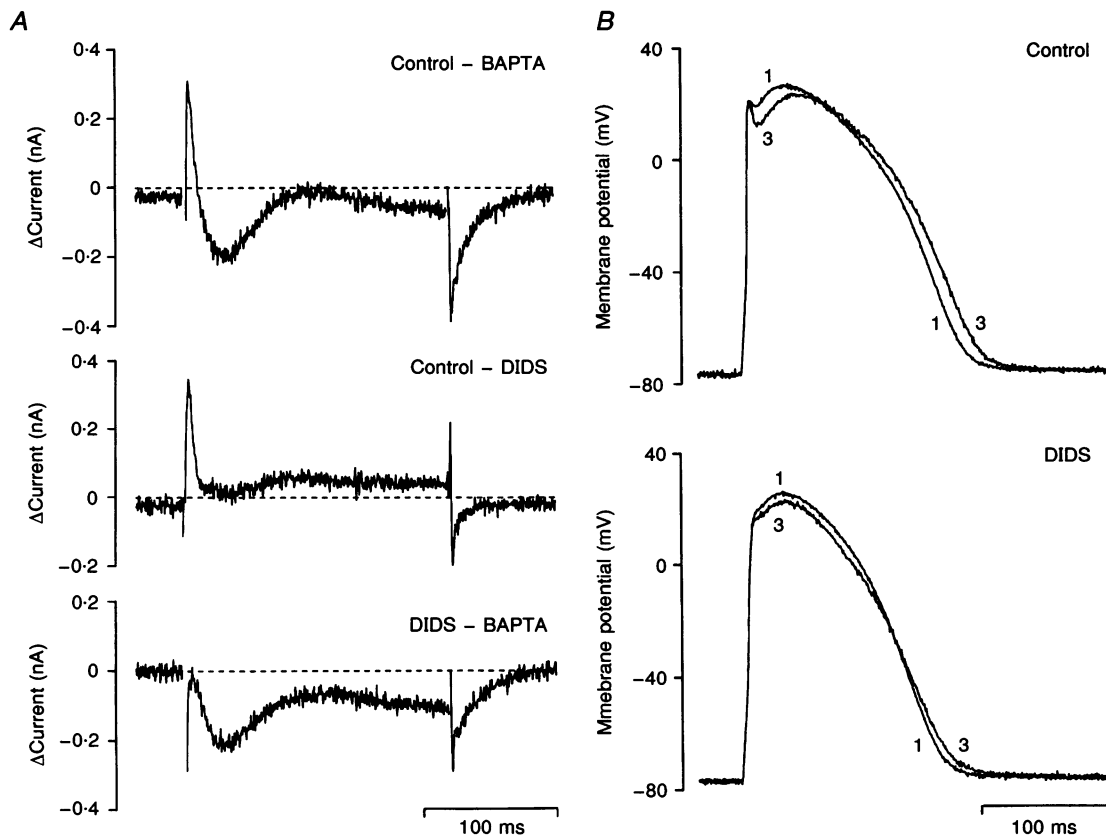 A
0·4
0·2
0
−0·2
−0·4
ΔCurrent (nA)
Control – BAPTA
0·4
0·2
0
−0·2
ΔCurrent (nA)
Control – DIDS
0·2
0
−0·2
−0·4
ΔCurrent (nA)
DIDS – BAPTA
100 ms
B
40
0
−40
−80
Membrane potential (mV)
Control
1
3
1
3
40
0
−40
−80
Mmebrane potential (mV)
DIDS
1
3
1
3
100 ms